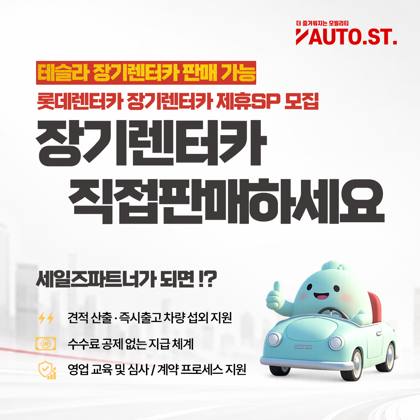 더 즐거워지는 모빌리티
AUTO.ST.
테슬라 장기렌터카 판매 가능
롯데렌터카 장기렌터카 제휴SP 모집
장기렌터카
직접판매하세요
세일즈파트너가 되면 !?
견적 산출 · 즉시출고 차량 섭외 지원
수수료 공제 없는 지급 체계
영업 교육 및 심사 / 계약 프로세스 지원